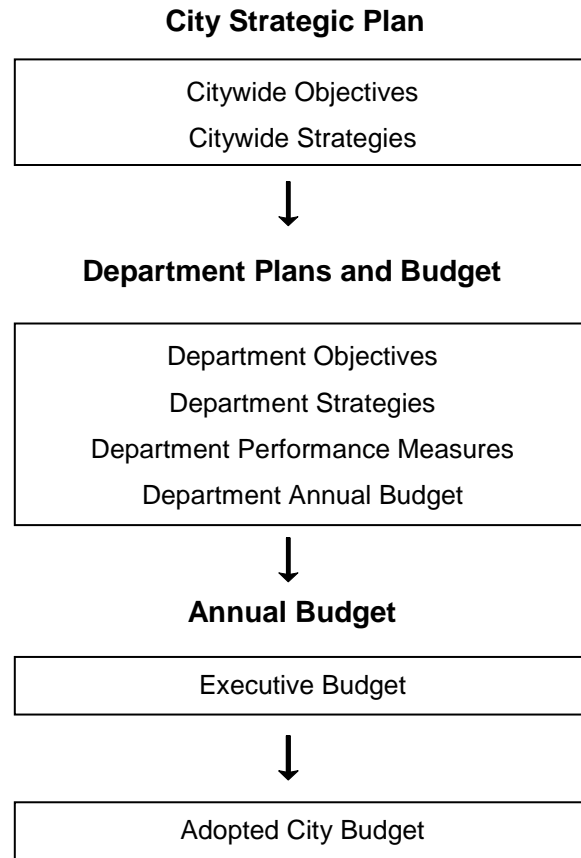 City Strategic Plan
Citywide Objectives
Citywide Strategies
Department Plans and Budget
Department Objectives
Department Strategies
Department Performance Measures
Department Annual Budget
Annual Budget
Executive Budget
Adopted City Budget